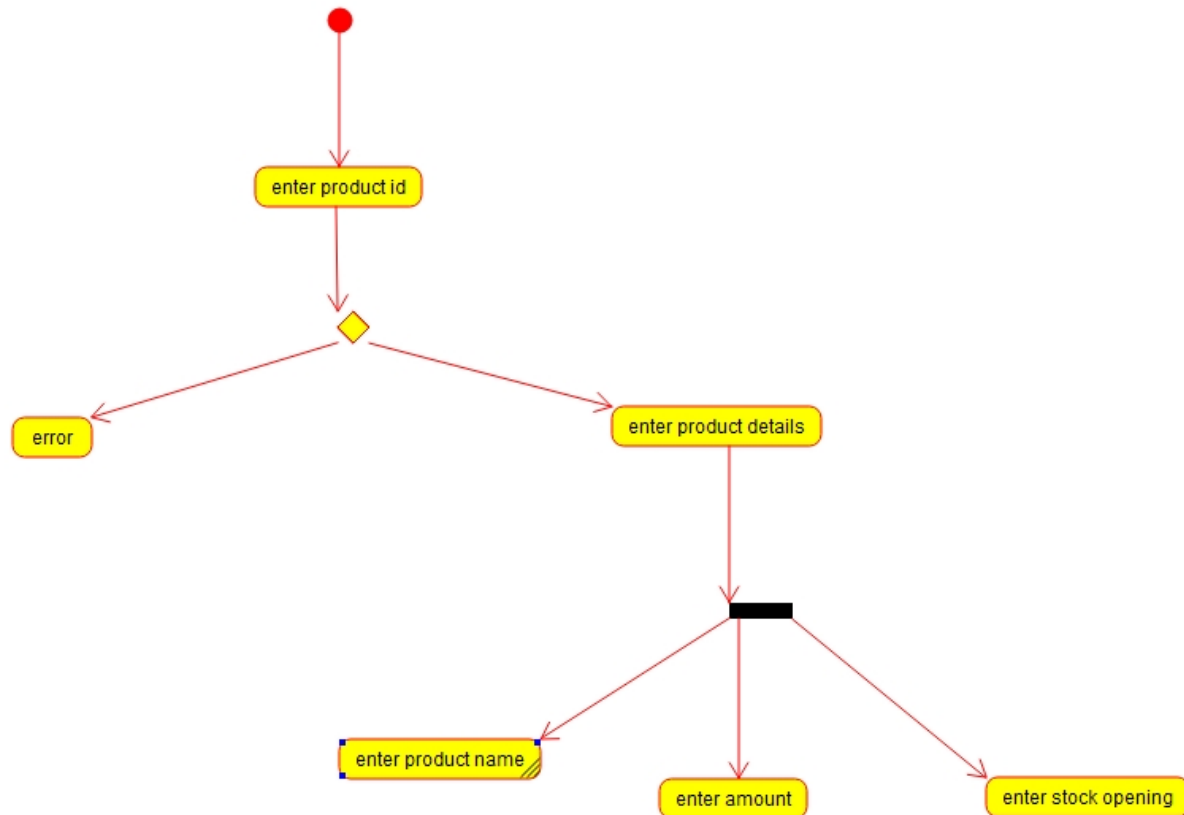 enter product id
error
enter product details
enter product name
enter amount
enter stock opening